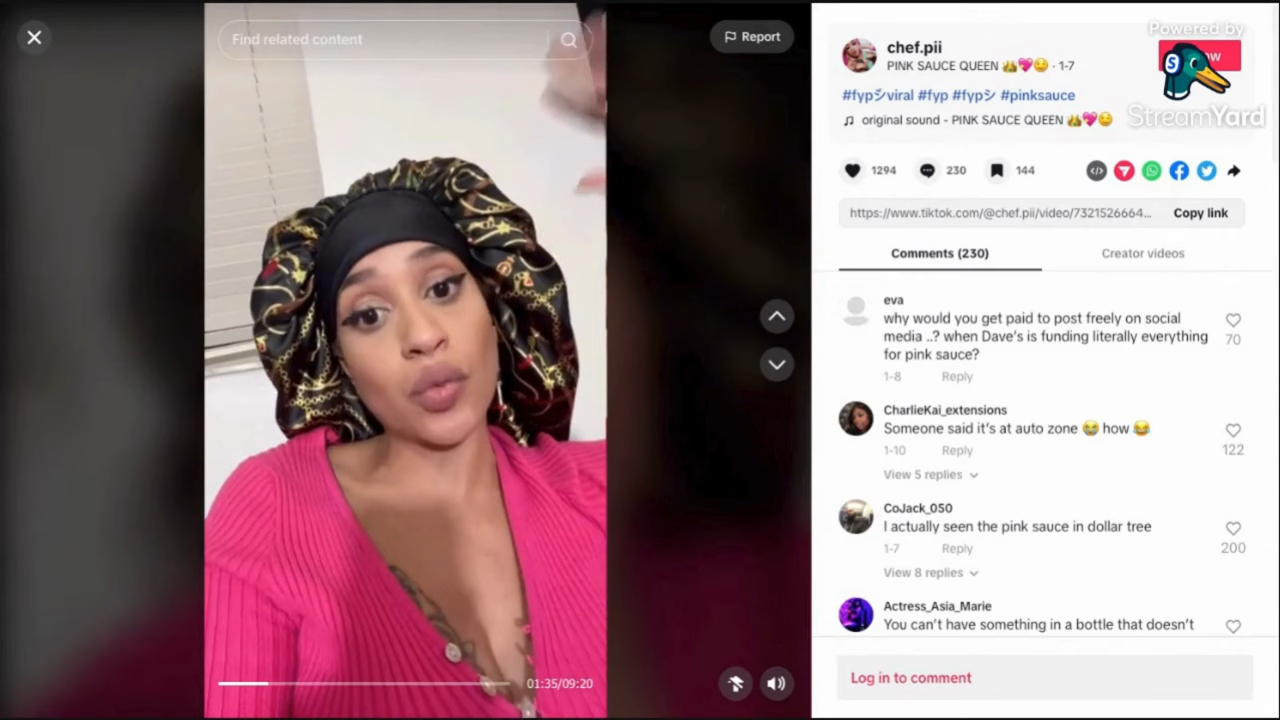 Find related content
Report
chef.pii
PINK SAUCE QUEEN 👑💖😋 · 1-7
#fypシviral #fyp #fypシ #pinksauce
original sound - PINK SAUCE QUEEN 👑💖😋
Powered by
StreamYard
1294
230
144
https://www.tiktok.com/@chef.pii/video/7321526664...
Copy link
Comments (230)
Creator videos
eva
why would you get paid to post freely on social
media ..? when Dave's is funding literally everything
for pink sauce?
70
1-8
Reply
CharlieKai_extensions
Someone said it's at auto zone 😂 how 😂
122
1-10
Reply
View 5 replies
CoJack_050
I actually seen the pink sauce in dollar tree
200
1-7
Reply
View 8 replies
Actress_Asia_Marie
You can't have something in a bottle that doesn't
01:35/09:20
Log in to comment